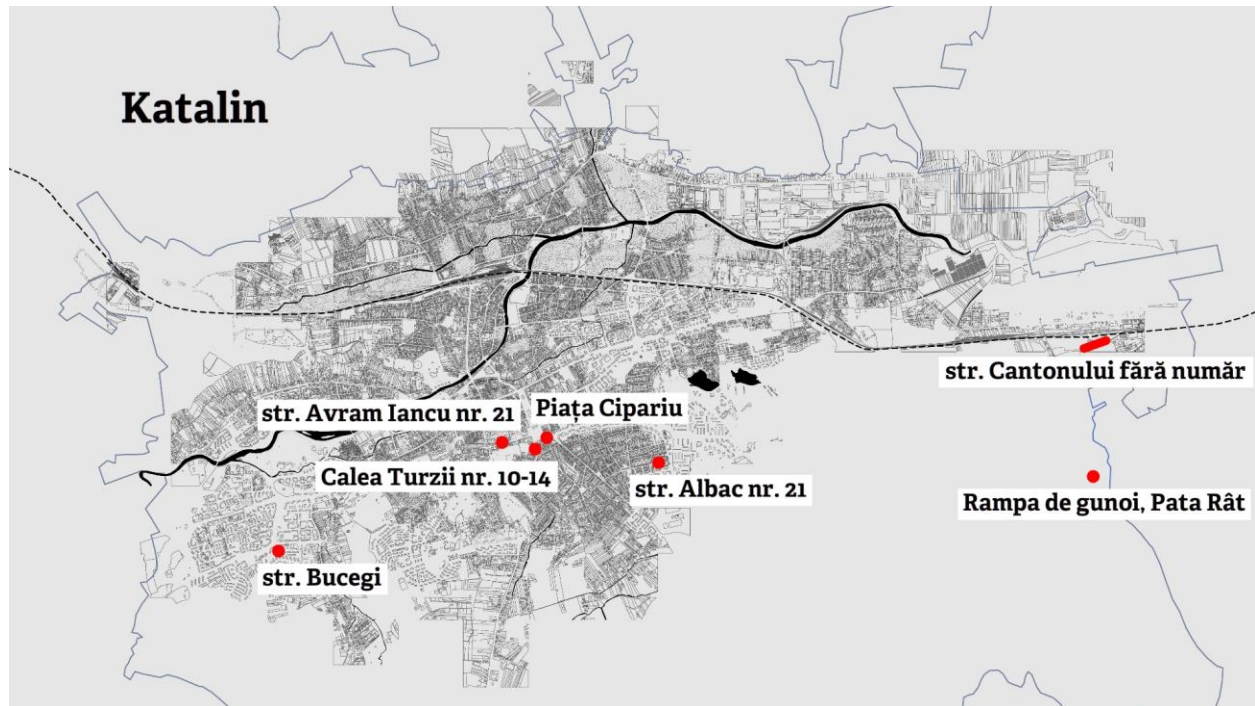 Katalin
str. Cantonului fără număr
str. Avram Iancu nr. 21
Piața Cipariu
Calea Turzii nr. 10-14
str. Albac nr. 21
Rampa de gunoi, Pata Rât
str. Bucegi